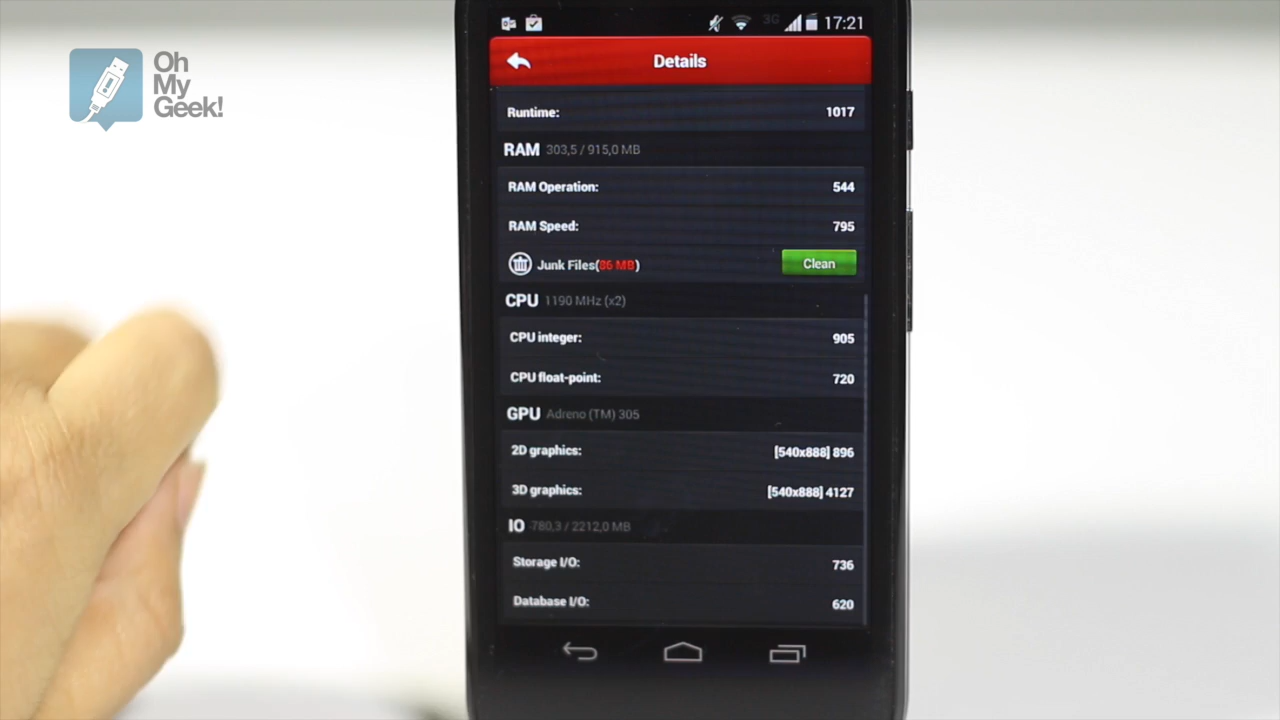 Oh
My
Geek!
3G 17:21
Details
Runtime: 1017
RAM 303,5 / 915,0 MB
RAM Operation: 544
RAM Speed: 795
Junk Files(86 MB) Clean
CPU 1190 MHz (x2)
CPU integer: 905
CPU float-point: 720
GPU Adreno (TM) 305
2D graphics: [540x888] 896
3D graphics: [540x888] 4127
IO 780,3 / 2212,0 MB
Storage I/O: 736
Database I/O: 620